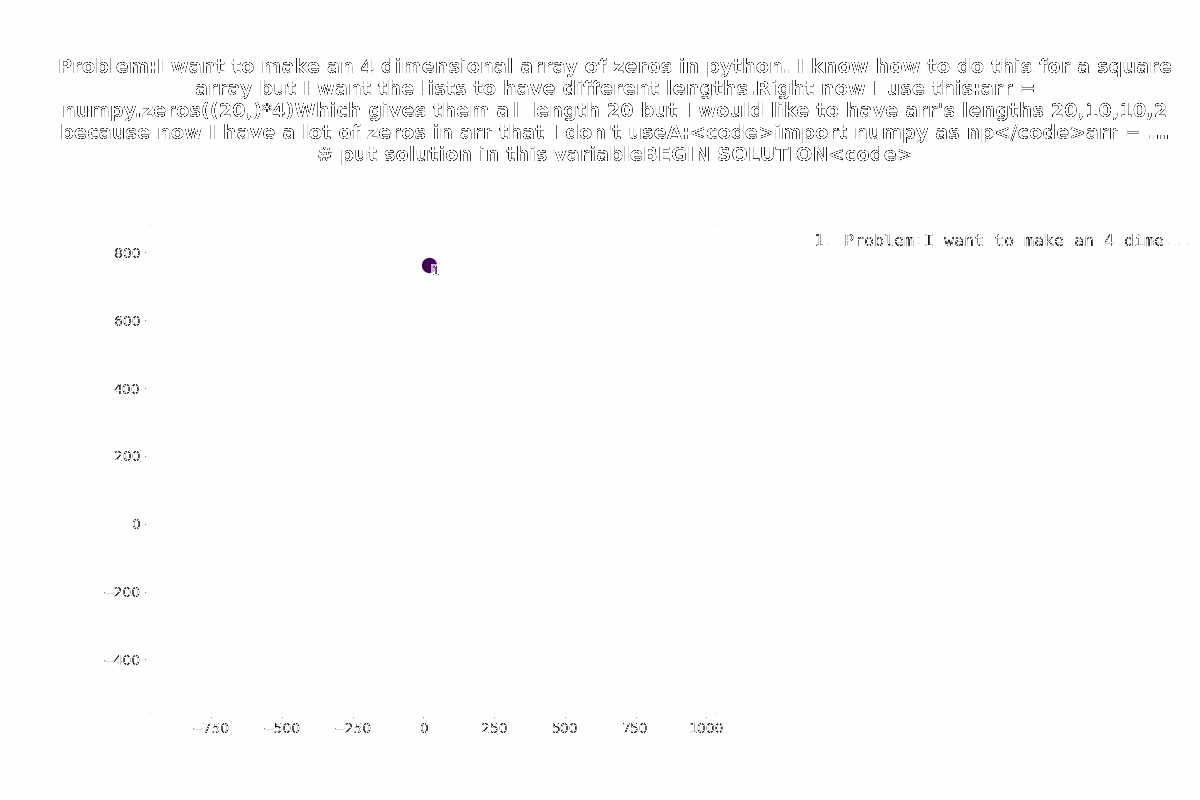 Problem:I want to make an 4 dimensional array of zeros in python. I know how to do this for a square
array but I want the lists to have different lengths.Right now I use this:arr =
numpy.zeros((20,)*4)Which gives them all length 20 but I would like to have arr's lengths 20,10,10,2
because now I have a lot of zeros in arr that I don't useA:<code>import numpy as np</code>arr = ...
# put solution in this variableBEGIN SOLUTION<code>
1. Problem:I want to make an 4 dime...
800
1
600
400
200
0
−200
−400
−750 −500 −250 0 250 500 750 1000